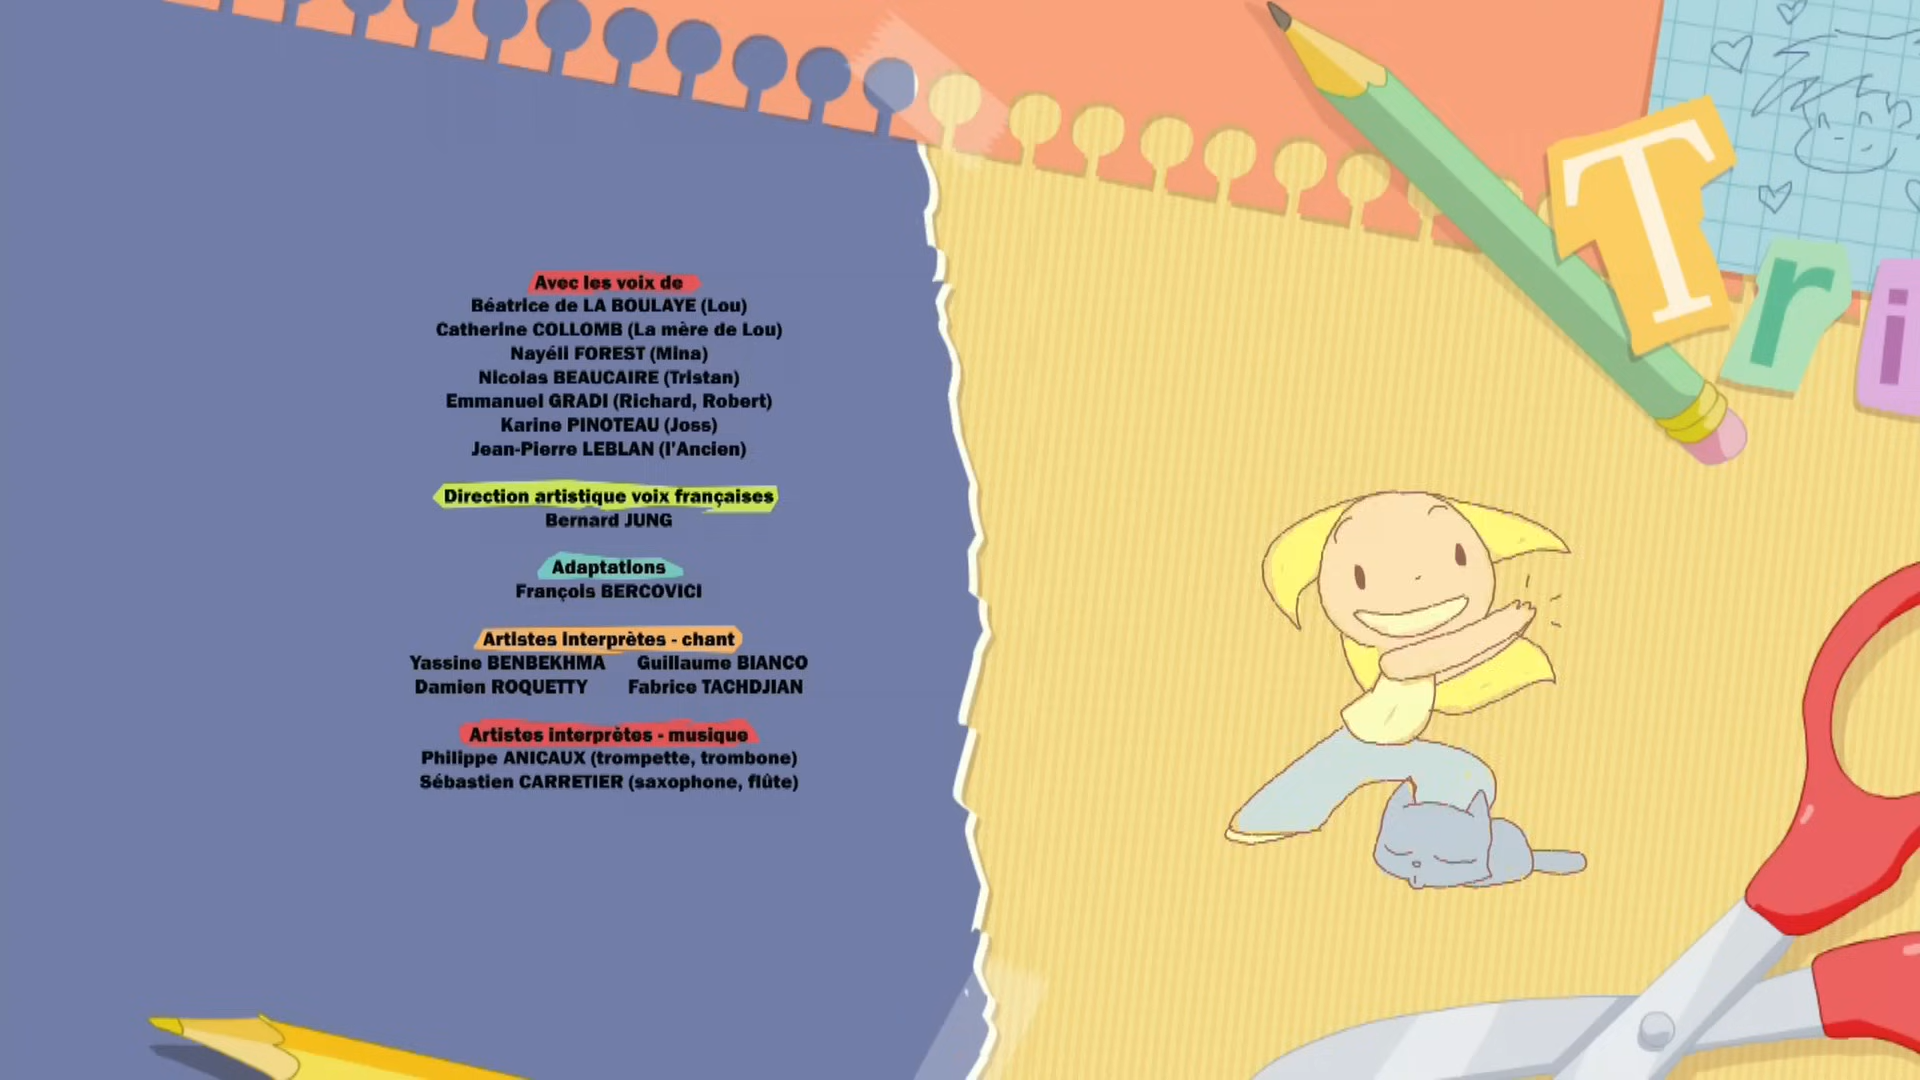 Avec les voix de
Béatrice de LA BOULAYE (Lou)
Catherine COLLOMB (La mère de Lou)
Nayéli FOREST (Mina)
Nicolas BEAUCAIRE (Tristan)
Emmanuel GRADI (Richard, Robert)
Karine PINOTEAU (Joss)
Jean-Pierre LEBLAN (l'Ancien)
Direction artistique voix françaises
Bernard JUNG
Adaptations
François BERCOVICI
Artistes interprètes - chant
Yassine BENBEKHMA Guillaume BIANCO
Damien ROQUETTY Fabrice TACHDJIAN
Artistes interprètes - musique
Philippe ANICAUX (trompette, trombone)
Sébastien CARRETIER (saxophone, flûte)
Tri